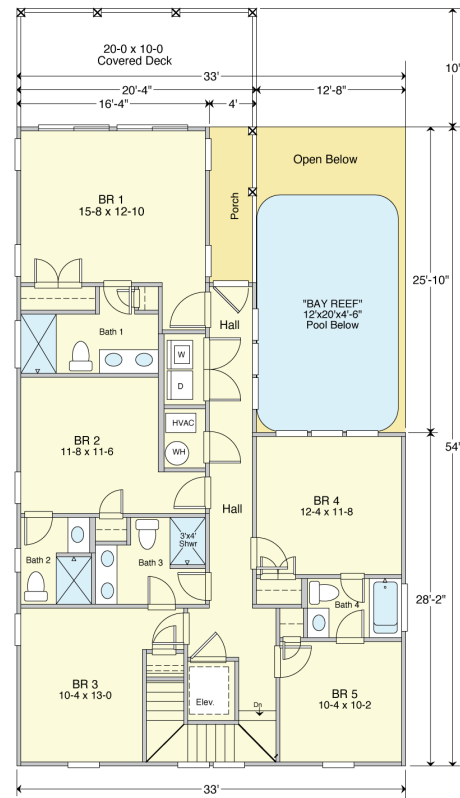 20-0 x 10-0
Covered Deck
10'
33'
20'-4"
12'-8"
16'-4"
4'
Open Below
BR 1
15-8 x 12-10
Porch
25'-10"
"BAY REEF"
12'x20'x4'-6"
Pool Below
Hall
Bath 1
W
D
HVAC
WH
BR 2
11-8 x 11-6
54'
BR 4
12-4 x 11-8
Hall
3'x4'
Shwr
Bath 2
Bath 3
28'-2"
Bath 4
BR 3
10-4 x 13-0
Elev.
Dn
BR 5
10-4 x 10-2
33'